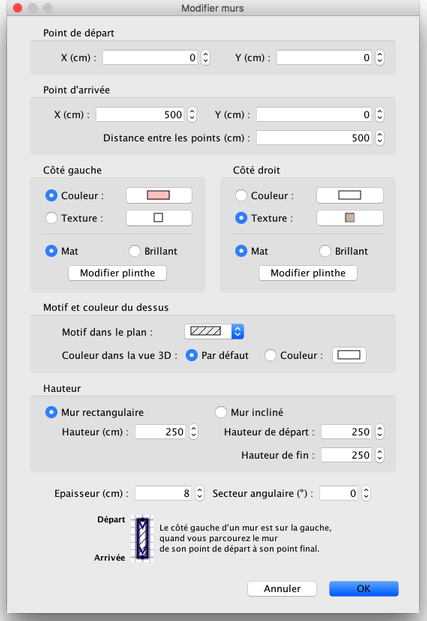 Modifier murs
Point de départ
X (cm) : 0 Y (cm) : 0
Point d'arrivée
X (cm) : 500 Y (cm) : 0
Distance entre les points (cm) : 500
Côté gauche Côté droit
Couleur : Couleur :
Texture : Texture :
Mat Brillant Mat Brillant
Modifier plinthe Modifier plinthe
Motif et couleur du dessus
Motif dans le plan :
Couleur dans la vue 3D : Par défaut Couleur :
Hauteur
Mur rectangulaire Mur incliné
Hauteur (cm) : 250 Hauteur de départ : 250
Hauteur de fin : 250
Epaisseur (cm) : 8 Secteur angulaire (°) : 0
Départ
Le côté gauche d'un mur est sur la gauche,
quand vous parcourez le mur
de son point de départ à son point final.
Arrivée
Annuler OK